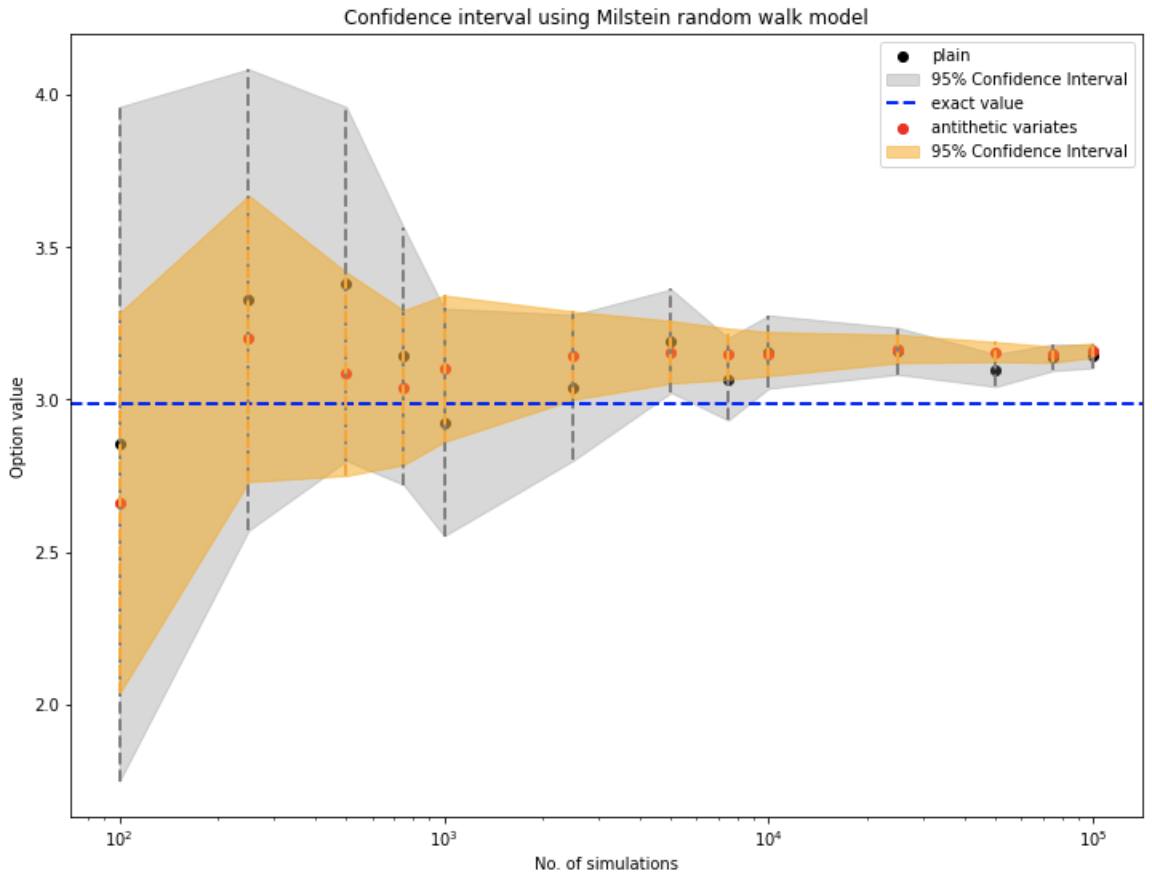 Confidence interval using Milstein random walk model
plain
95% Confidence Interval
exact value
antithetic variates
95% Confidence Interval
Option value
4.0
3.5
3.0
2.5
2.0
10²
10³
10⁴
10⁵
No. of simulations